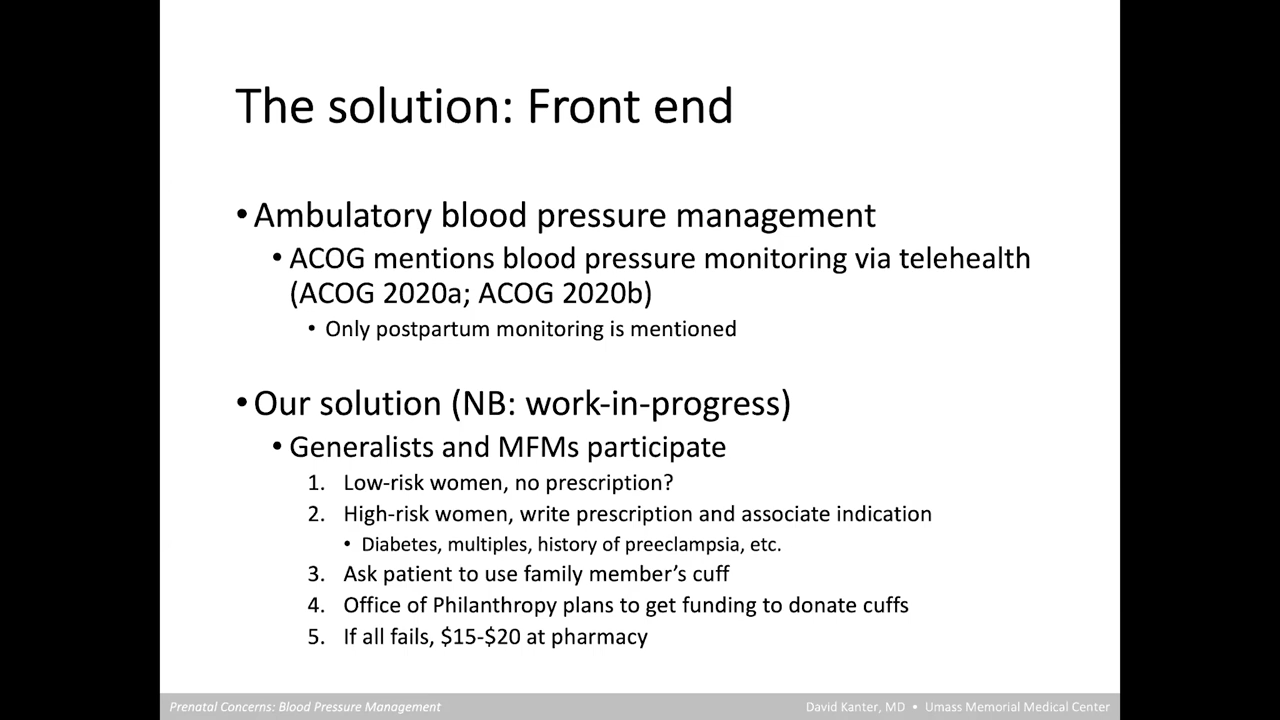 The solution: Front end
• Ambulatory blood pressure management
• ACOG mentions blood pressure monitoring via telehealth
(ACOG 2020a; ACOG 2020b)
• Only postpartum monitoring is mentioned
• Our solution (NB: work-in-progress)
• Generalists and MFMs participate
1. Low-risk women, no prescription?
2. High-risk women, write prescription and associate indication
• Diabetes, multiples, history of preeclampsia, etc.
3. Ask patient to use family member’s cuff
4. Office of Philanthropy plans to get funding to donate cuffs
5. If all fails, $15-$20 at pharmacy
Prenatal Concerns: Blood Pressure Management
David Kanter, MD • Umass Memorial Medical Center